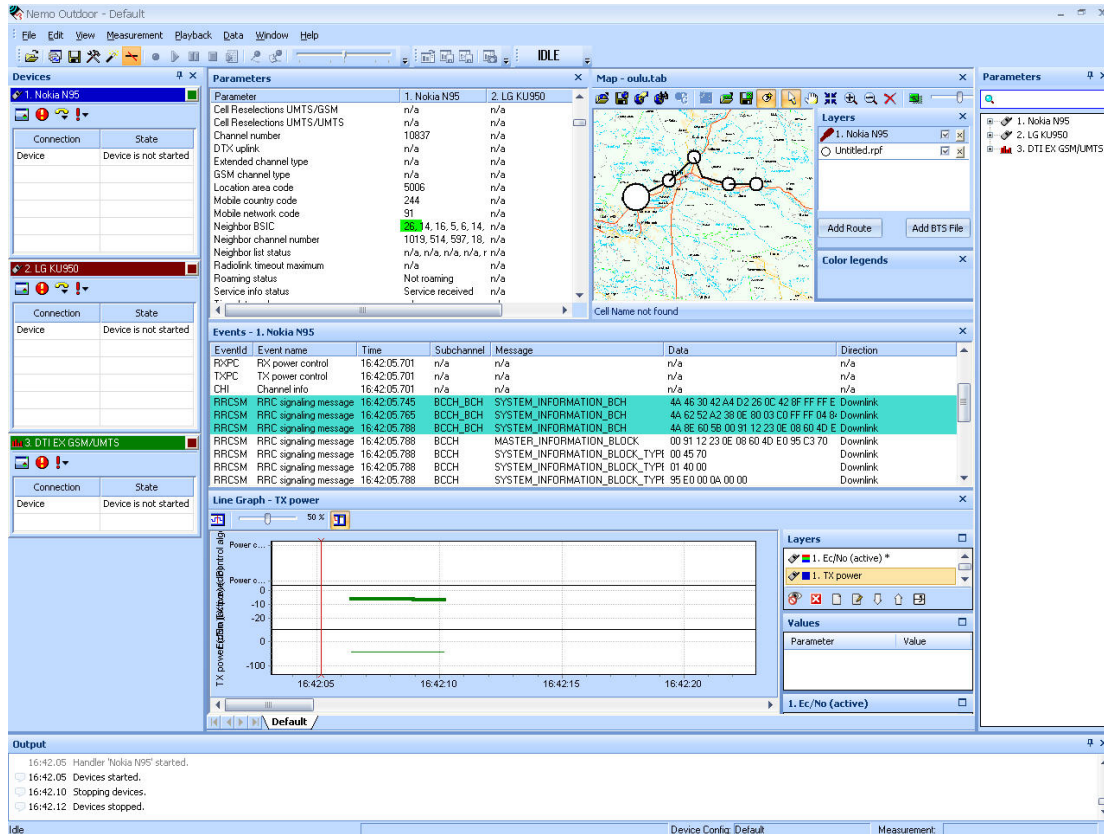 Nemo Outdoor - Default
File Edit View Measurement Playback Data Window Help
IDLE
Devices
1. Nokia N95
Connection State
Device Device is not started
2. LG KU950
Connection State
Device Device is not started
3. DTI EX GSM/UMTS
Connection State
Device Device is not started
Parameters
Parameter 1. Nokia N95 2. LG KU950
Cell Reselections UMTS/GSM n/a n/a
Cell Reselections UMTS/UMTS n/a n/a
Channel number 10837 n/a
DTX uplink n/a n/a
Extended channel type n/a n/a
GSM channel type n/a n/a
Location area code 5006 n/a
Mobile country code 244 n/a
Mobile network code 91 n/a
Neighbor BSIC 26, 14, 16, 5, 6, 14, n/a
Neighbor channel number 1019, 514, 597, 18, n/a
Neighbor list status n/a, n/a, n/a, n/a, r n/a
Radiolink timeout maximum n/a n/a
Roaming status Not roaming n/a
Service info status Service received n/a
Map - oulu.tab
Layers
1. Nokia N95
Untitled.rpf
Add Route Add BTS File
Color legends
Cell Name not found
Parameters
1. Nokia N95
2. LG KU950
3. DTI EX GSM/UMTS
Events - 1. Nokia N95
EventId Event name Time Subchannel Message Data Direction
RXPC RX power control 16:42:05.701 n/a n/a n/a n/a
TXPC TX power control 16:42:05.701 n/a n/a n/a n/a
CHI Channel info 16:42:05.701 n/a n/a n/a n/a
RRCSM RRC signaling message 16:42:05.745 BCCH_BCH SYSTEM_INFORMATION_BCH 4A 46 30 42 A4 D2 26 0C 42 8F FF FF E Downlink
RRCSM RRC signaling message 16:42:05.765 BCCH_BCH SYSTEM_INFORMATION_BCH 4A 62 52 A2 38 0E 80 03 C0 FF FF 04 8 Downlink
RRCSM RRC signaling message 16:42:05.788 BCCH_BCH SYSTEM_INFORMATION_BCH 4A 8E 60 5B 00 91 12 23 0E 08 60 4D E Downlink
RRCSM RRC signaling message 16:42:05.788 BCCH MASTER_INFORMATION_BLOCK 00 91 12 23 0E 08 60 4D E0 95 C3 70 Downlink
RRCSM RRC signaling message 16:42:05.788 BCCH SYSTEM_INFORMATION_BLOCK_TYPE 00 45 70 Downlink
RRCSM RRC signaling message 16:42:05.788 BCCH SYSTEM_INFORMATION_BLOCK_TYPE 01 40 00 Downlink
RRCSM RRC signaling message 16:42:05.788 BCCH SYSTEM_INFORMATION_BLOCK_TYPE 95 E0 00 0A 00 00 Downlink
Line Graph - TX power
50 %
Power c...
Power c...
0
-10
-20
0
-100
16:42:05 16:42:10 16:42:15 16:42:20
Layers
1. Ec/No (active) *
1. TX power
Values
Parameter Value
1. Ec/No (active)
Default
Output
16:42.05 Handler 'Nokia N95' started.
16:42.05 Devices started.
16:42.10 Stopping devices.
16:42.12 Devices stopped.
Idle Device Config: Default Measurement: